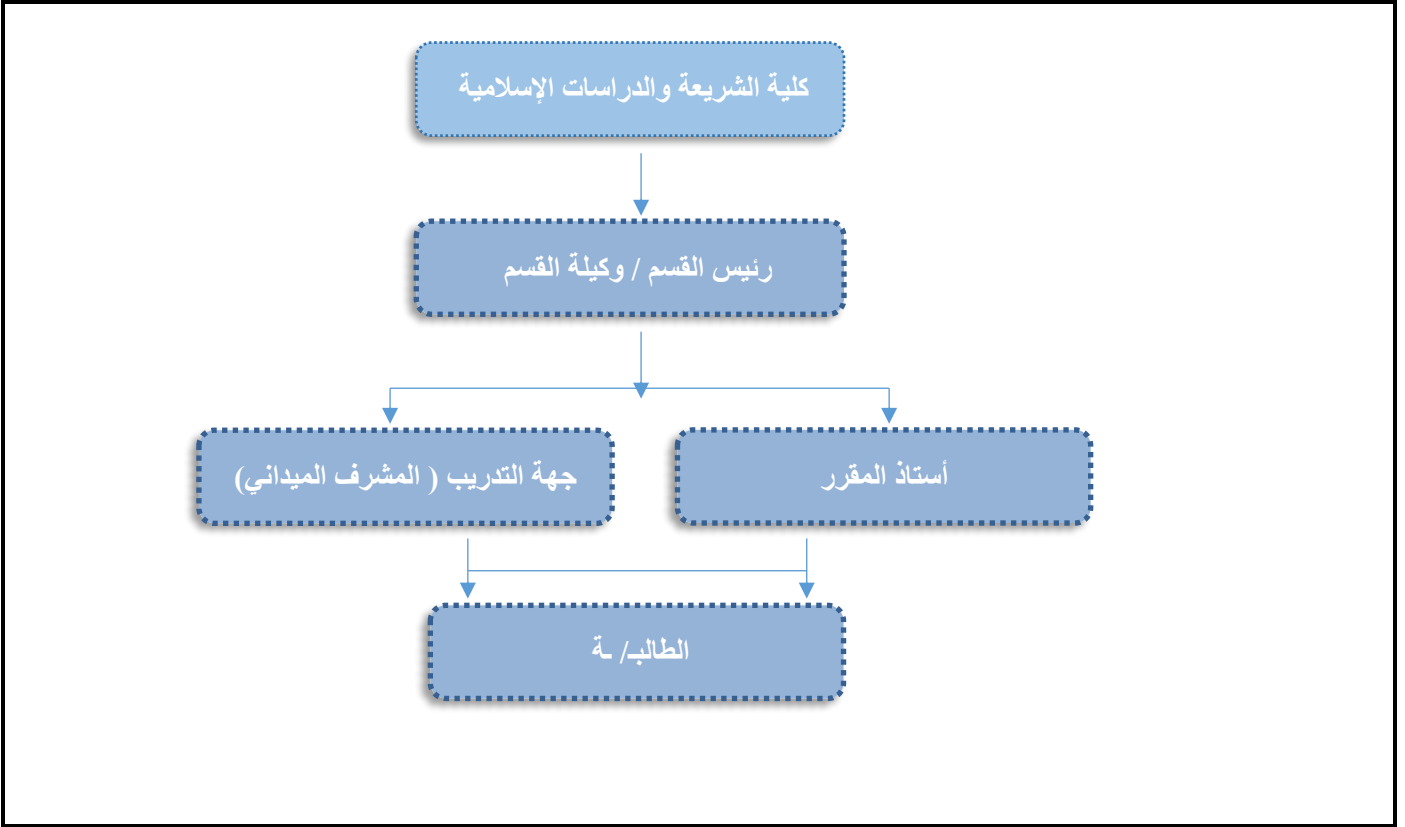 كلية الشريعة والدراسات الإسلامية
رئيس القسم / وكيلة القسم
أستاذ المقرر
جهة التدريب ( المشرف الميداني)
الطالبـ/ ـة